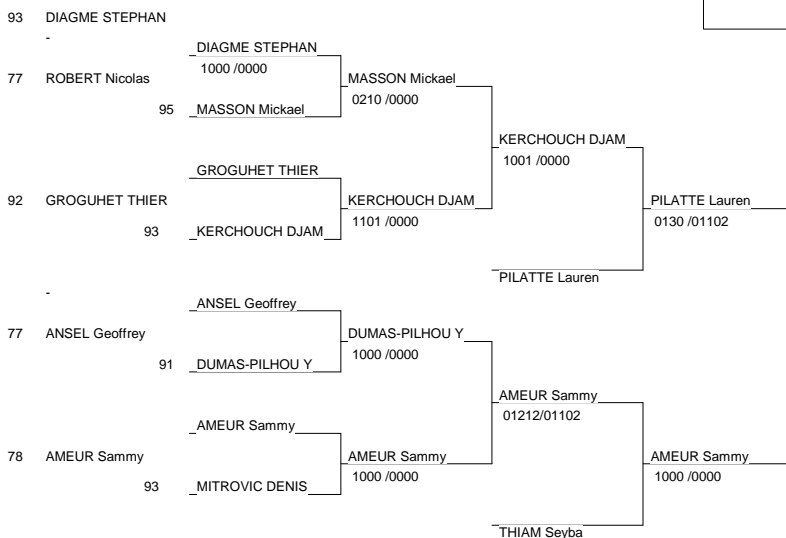 93 DIAGME STEPHAN
-
DIAGME STEPHAN
1000 /0000
77 ROBERT Nicolas
MASSON Mickael
0210 /0000
95 MASSON Mickael
KERCHOUCH DJAM
1001 /0000
GROGUHET THIER
92 GROGUHET THIER
KERCHOUCH DJAM
1101 /0000
PILATTE Lauren
0130 /01102
93 KERCHOUCH DJAM
PILATTE Lauren
-
ANSEL Geoffrey
77 ANSEL Geoffrey
DUMAS-PILHOU Y
1000 /0000
91 DUMAS-PILHOU Y
AMEUR Sammy
01212/01102
AMEUR Sammy
78 AMEUR Sammy
AMEUR Sammy
1000 /0000
AMEUR Sammy
1000 /0000
93 MITROVIC DENIS
THIAM Seyba